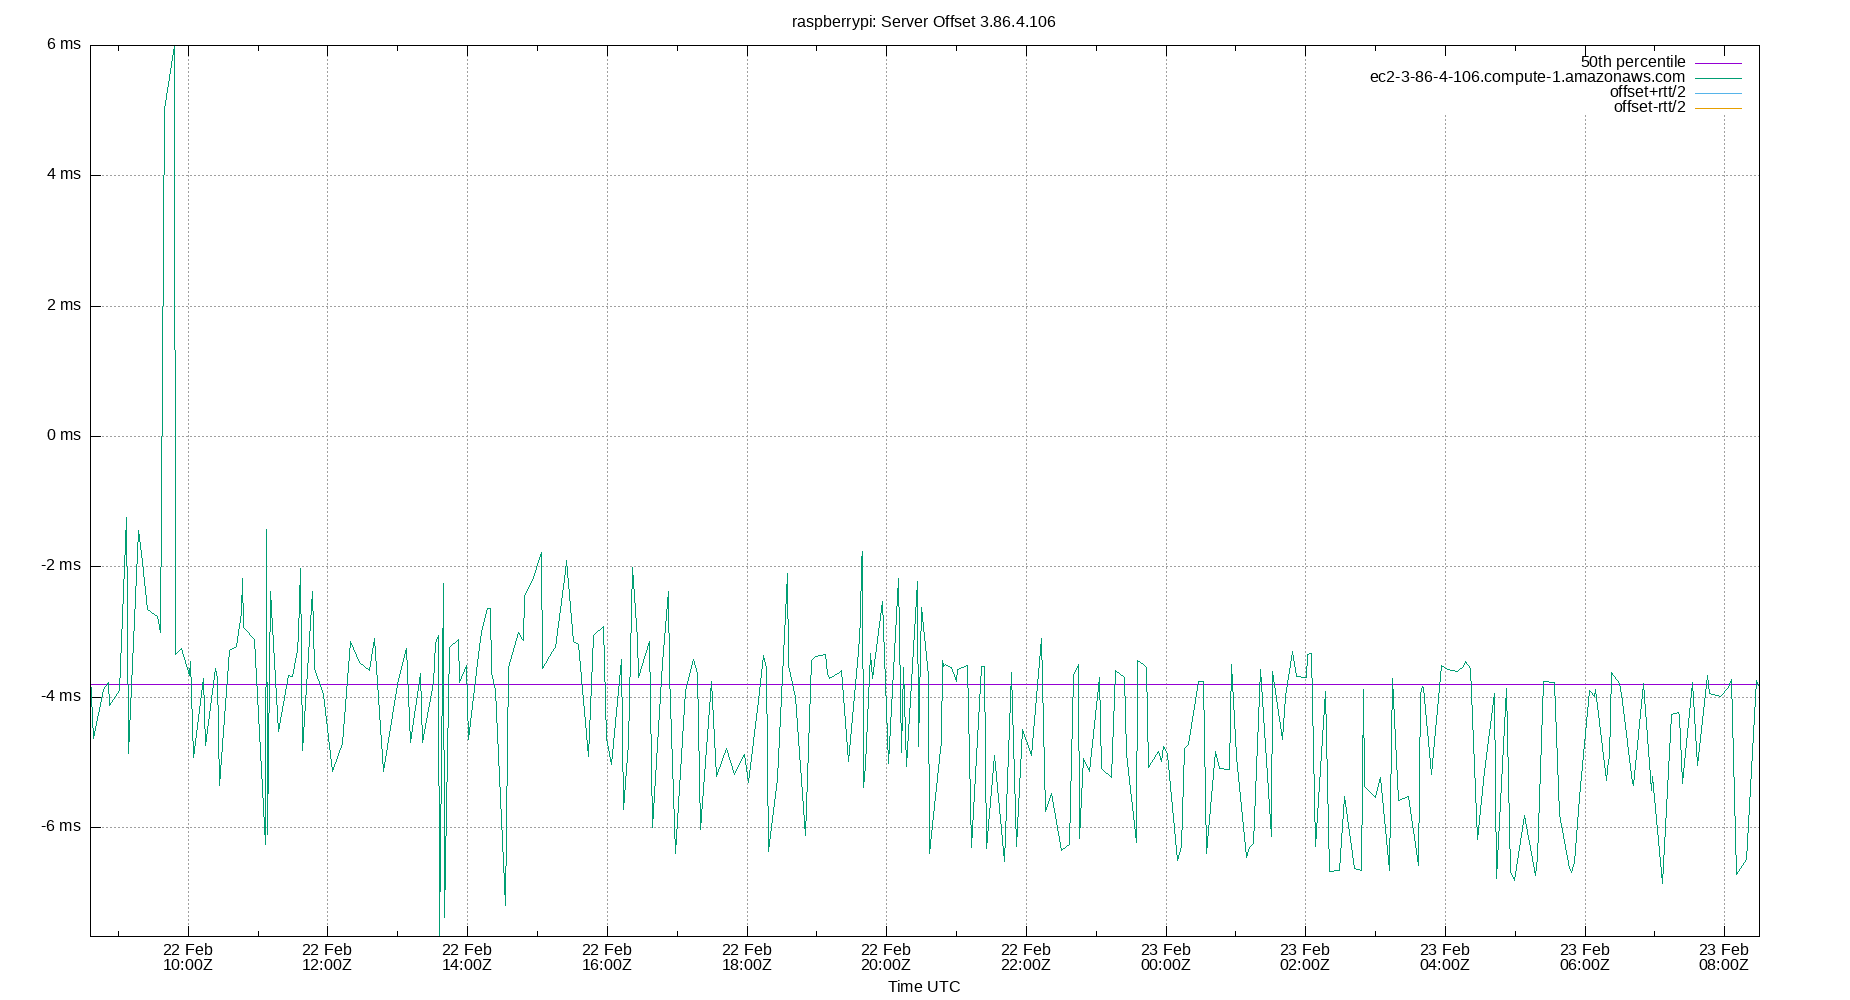 raspberrypi: Server Offset 3.86.4.106
6 ms
4 ms
2 ms
0 ms
-2 ms
-4 ms
-6 ms
50th percentile
ec2-3-86-4-106.compute-1.amazonaws.com
offset+rtt/2
offset-rtt/2
22 Feb 22 Feb 22 Feb 22 Feb 22 Feb 22 Feb 22 Feb 23 Feb 23 Feb 23 Feb 23 Feb 23 Feb
10:00Z 12:00Z 14:00Z 16:00Z 18:00Z 20:00Z 22:00Z 00:00Z 02:00Z 04:00Z 06:00Z 08:00Z
Time UTC